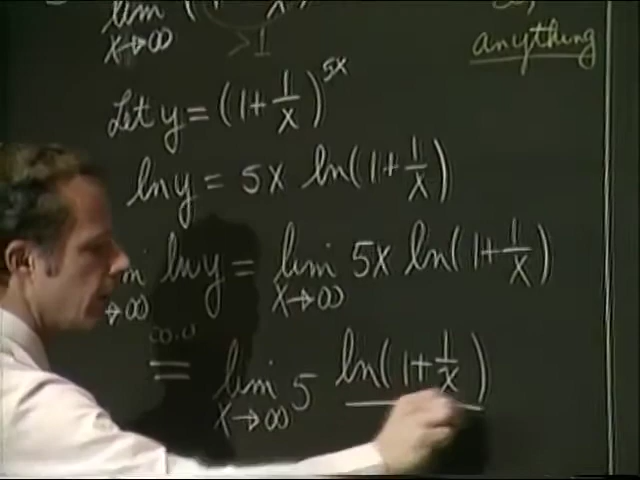 lim
x→∞
>1
anything
Let y = (1+1/x)^5x
ln y = 5x ln(1+1/x)
x→∞ ln y = lim x→∞ 5x ln(1+1/x)
∞·0
= lim x→∞ 5 ln(1+1/x)